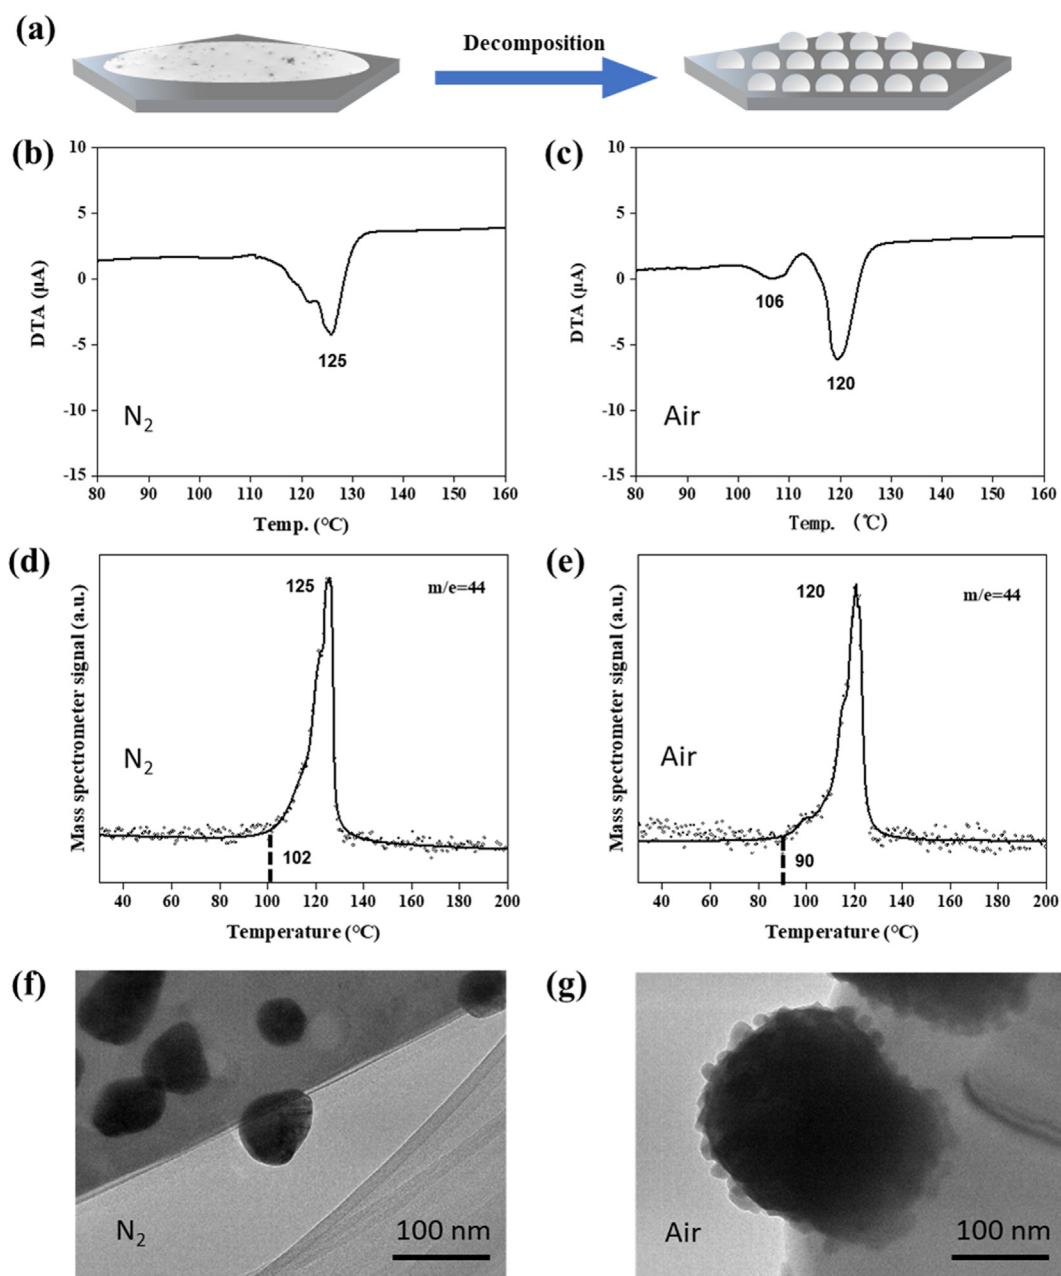 (a)
Decomposition
(b)
10
5
0
-5
-10
-15
DTA (μA)
125
N2
80 90 100 110 120 130 140 150 160
Temp. (°C)
(c)
10
5
0
-5
-10
-15
DTA (μA)
106
120
Air
80 90 100 110 120 130 140 150 160
Temp. (℃)
(d)
Mass spectrometer signal (a.u.)
125
m/e=44
N2
102
40 60 80 100 120 140 160 180 200
Temperature (°C)
(e)
Mass spectrometer signal (a.u.)
120
m/e=44
Air
90
40 60 80 100 120 140 160 180 200
Temperature (°C)
(f)
N2
100 nm
(g)
Air
100 nm